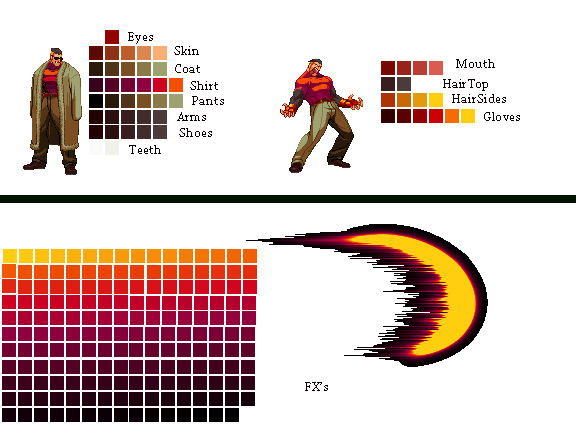 Eyes
Skin
Coat
Shirt
Pants
Arms
Shoes
Teeth
Mouth
HairTop
HairSides
Gloves
FX's